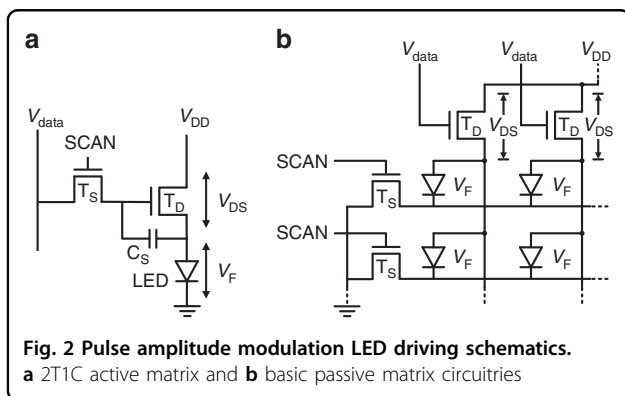 a
V_data
SCAN
T_S
V_DD
T_D
V_DS
C_S
LED
V_F
b
V_data V_data V_DD
T_D V_DS T_D V_DS
SCAN
T_S V_F V_F
SCAN
T_S V_F V_F
Fig. 2 Pulse amplitude modulation LED driving schematics.
a 2T1C active matrix and b basic passive matrix circuitries